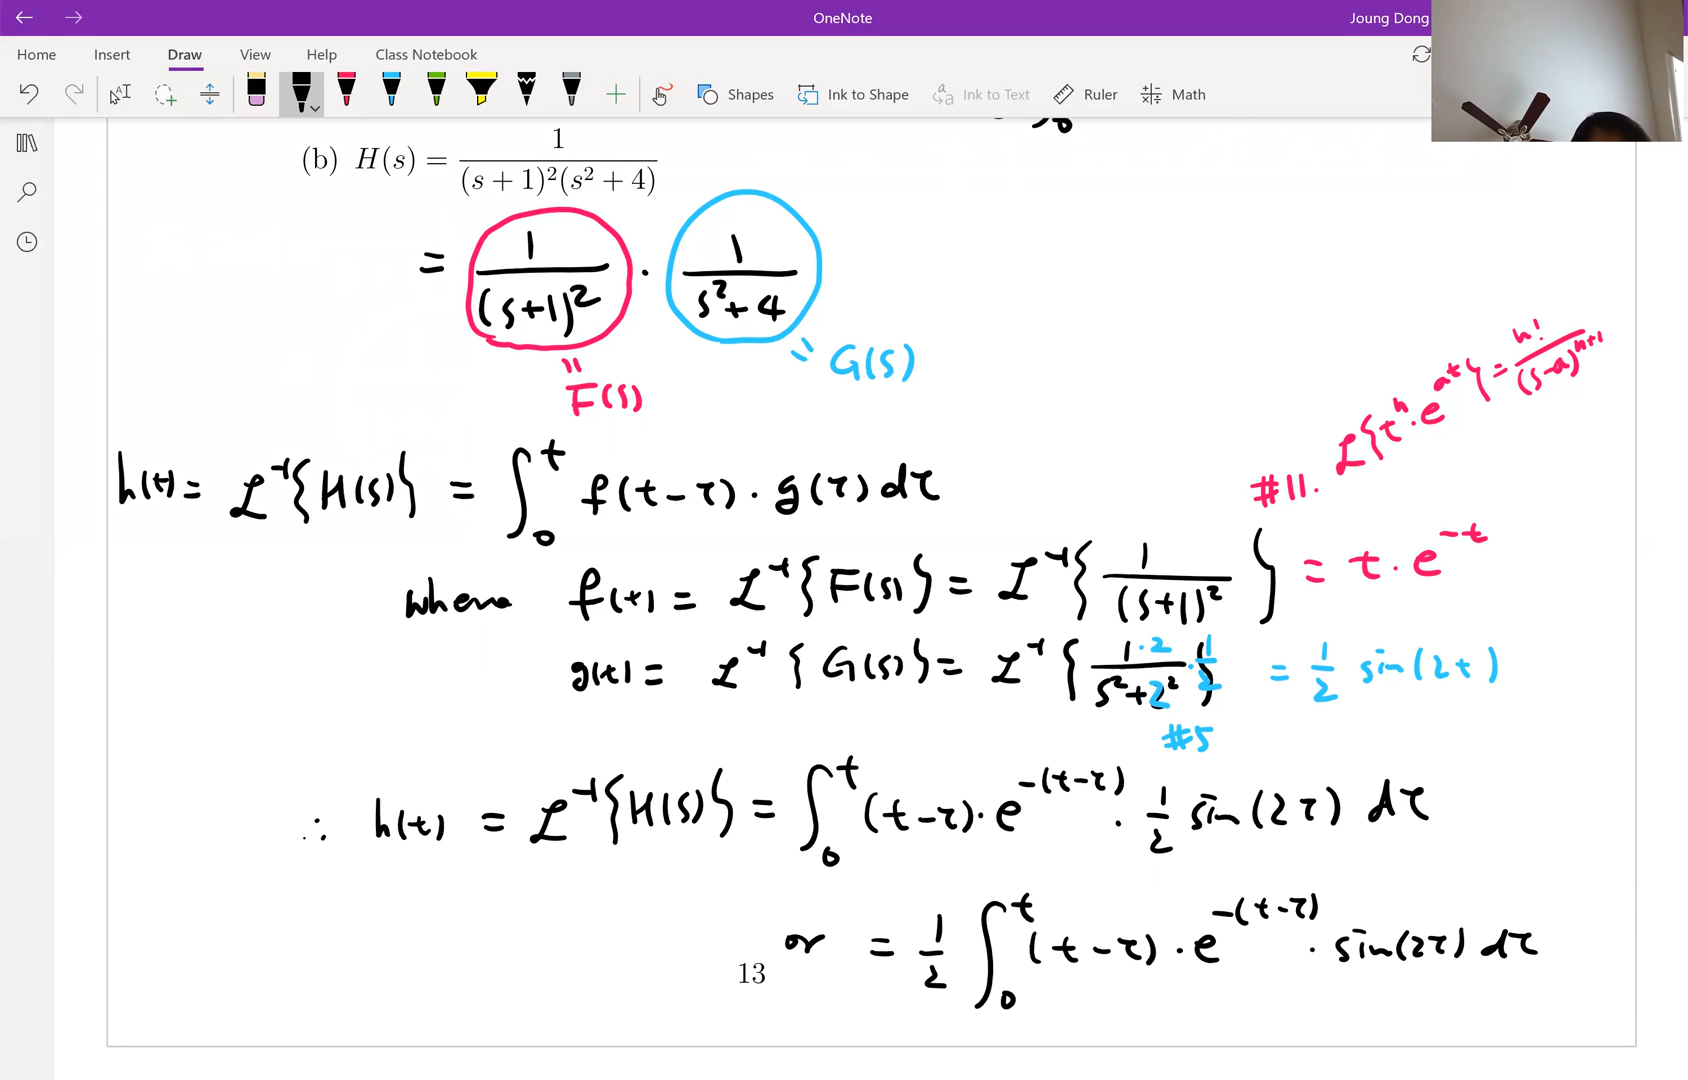 OneNote
Joung Dong
Home Insert Draw View Help Class Notebook
Shapes Ink to Shape Ink to Text Ruler Math
(b) H(s) = 1 / (s + 1)²(s² + 4)
= 1 / (s+1)² · 1 / s²+4
= F(s)
= G(s)
#11. ℒ{tⁿ·e^{at}} = n! / (s-a)^{n+1}
h(t) = ℒ⁻¹{H(s)} = ∫₀ᵗ f(t-τ)·g(τ)dτ
where f(t) = ℒ⁻¹{F(s)} = ℒ⁻¹{1 / (s+1)²} = t·e^{-t}
g(t) = ℒ⁻¹{G(s)} = ℒ⁻¹{1·2 / s²+2² · 1/2} = 1/2 sin(2t)
#5
∴ h(t) = ℒ⁻¹{H(s)} = ∫₀ᵗ (t-τ)·e^{-(t-τ)} · 1/2 sin(2τ) dτ
or = 1/2 ∫₀ᵗ (t-τ)·e^{-(t-τ)} · sin(2τ) dτ
13